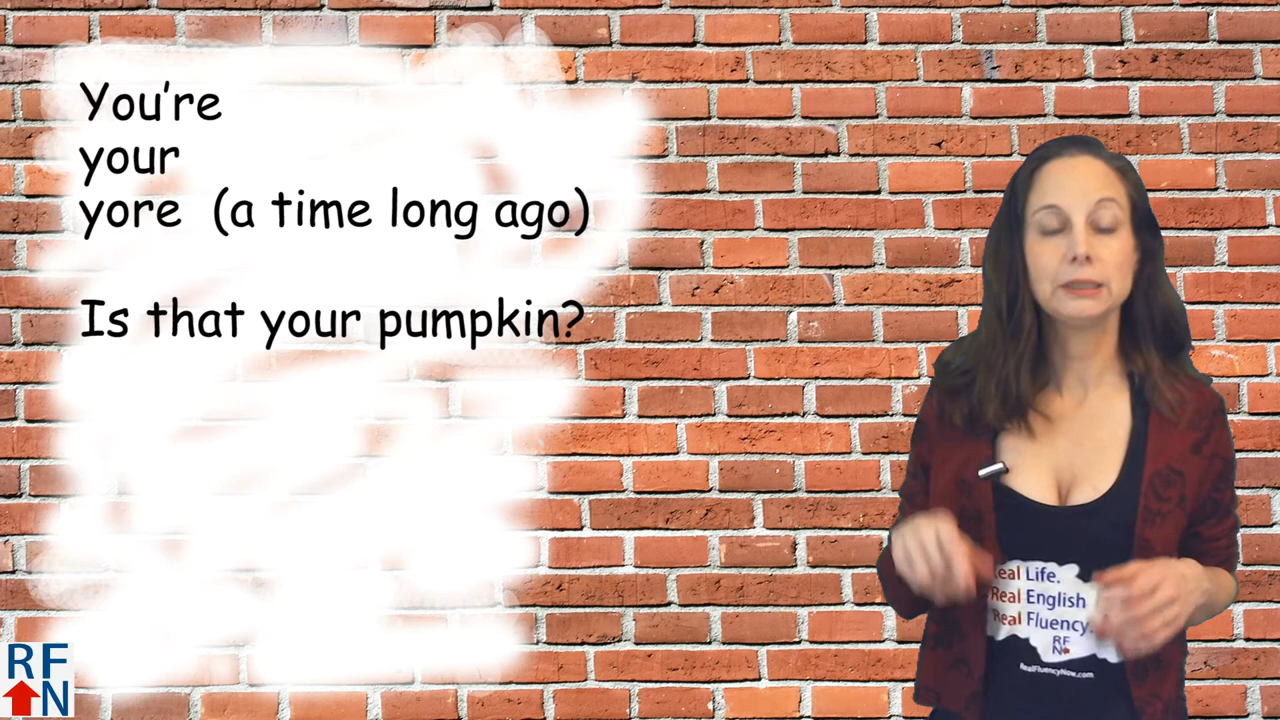 You're
your
yore (a time long ago)
Is that your pumpkin?
Real Life.
Real English
Real Fluency.
RF
N
RealFluencyNow.com
RF
N